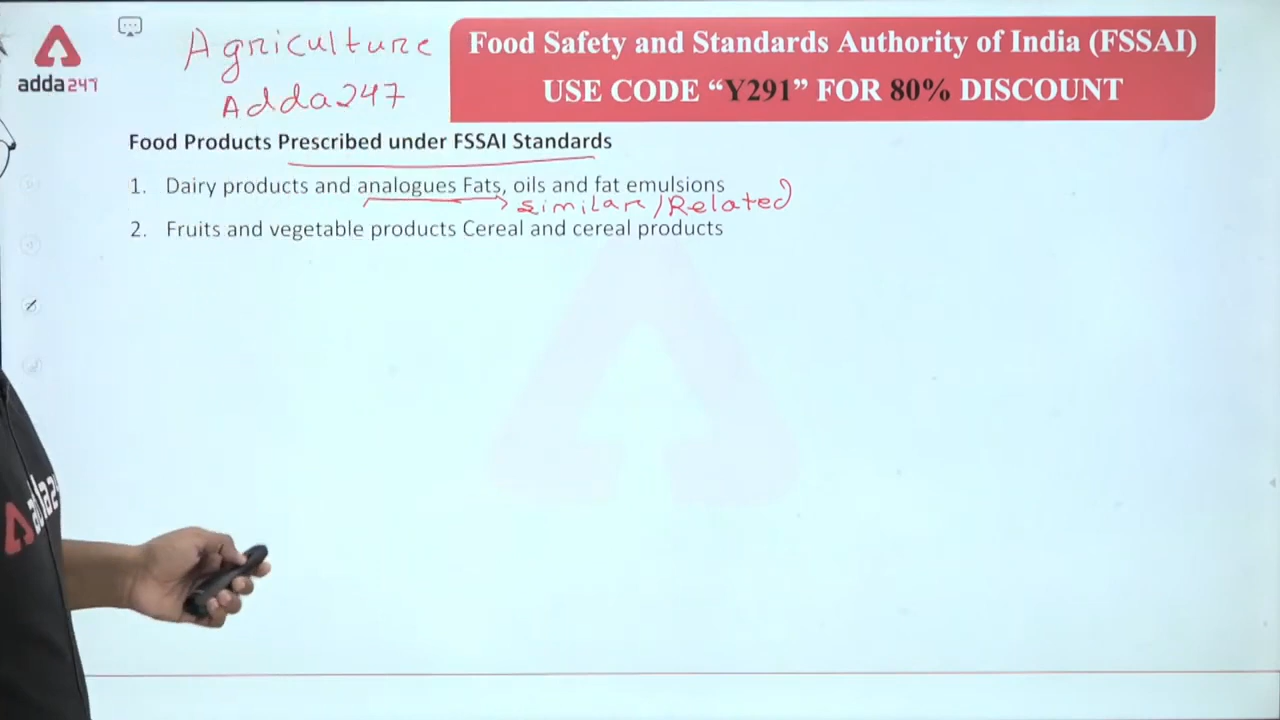 adda247
Agriculture
Adda247
Food Safety and Standards Authority of India (FSSAI)
USE CODE “Y291” FOR 80% DISCOUNT
Food Products Prescribed under FSSAI Standards
1. Dairy products and analogues Fats, oils and fat emulsions
Similar/Related
2. Fruits and vegetable products Cereal and cereal products
adda24